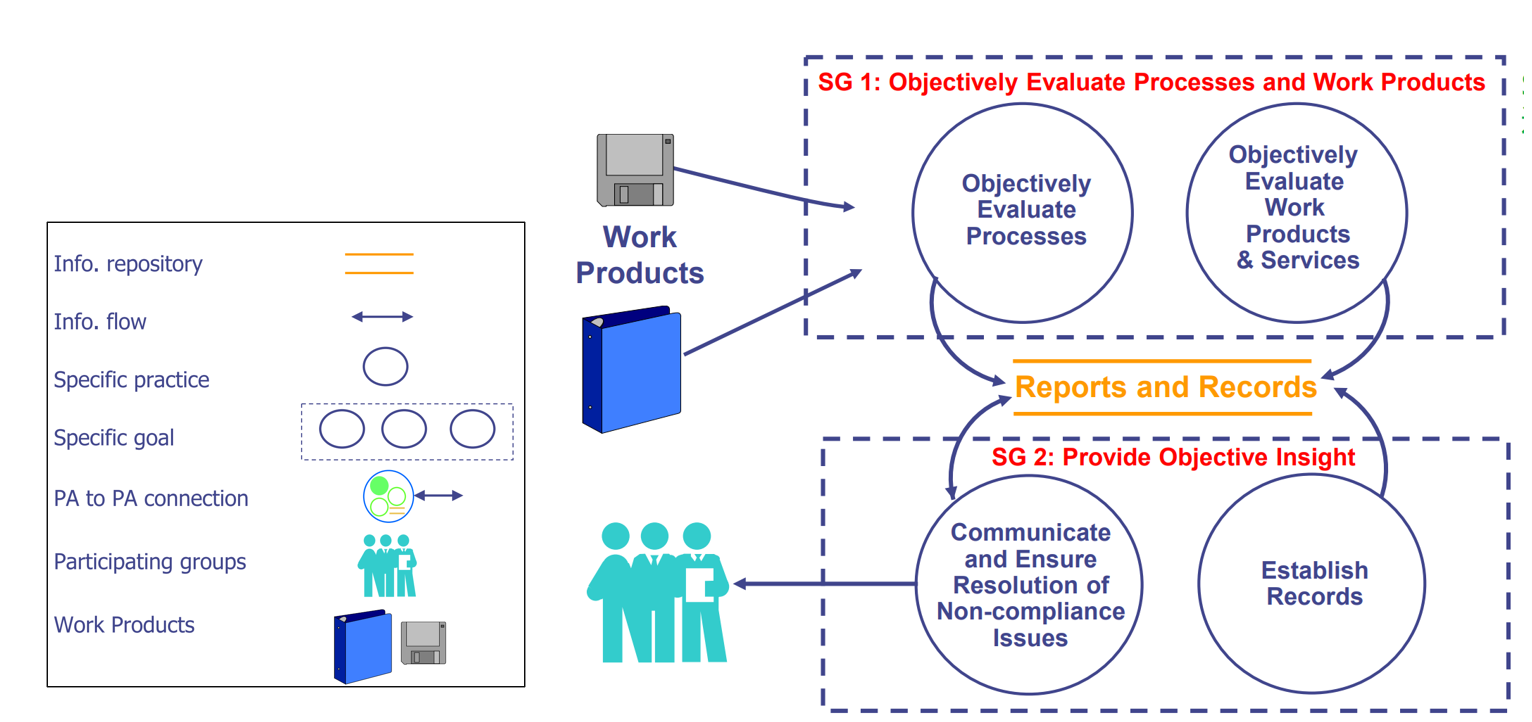 SG 1: Objectively Evaluate Processes and Work Products
Objectively
Evaluate
Processes
Objectively
Evaluate
Work
Products
& Services
Work
Products
Info. repository
Info. flow
Specific practice
Specific goal
PA to PA connection
Participating groups
Work Products
Reports and Records
SG 2: Provide Objective Insight
Communicate
and Ensure
Resolution of
Non-compliance
Issues
Establish
Records